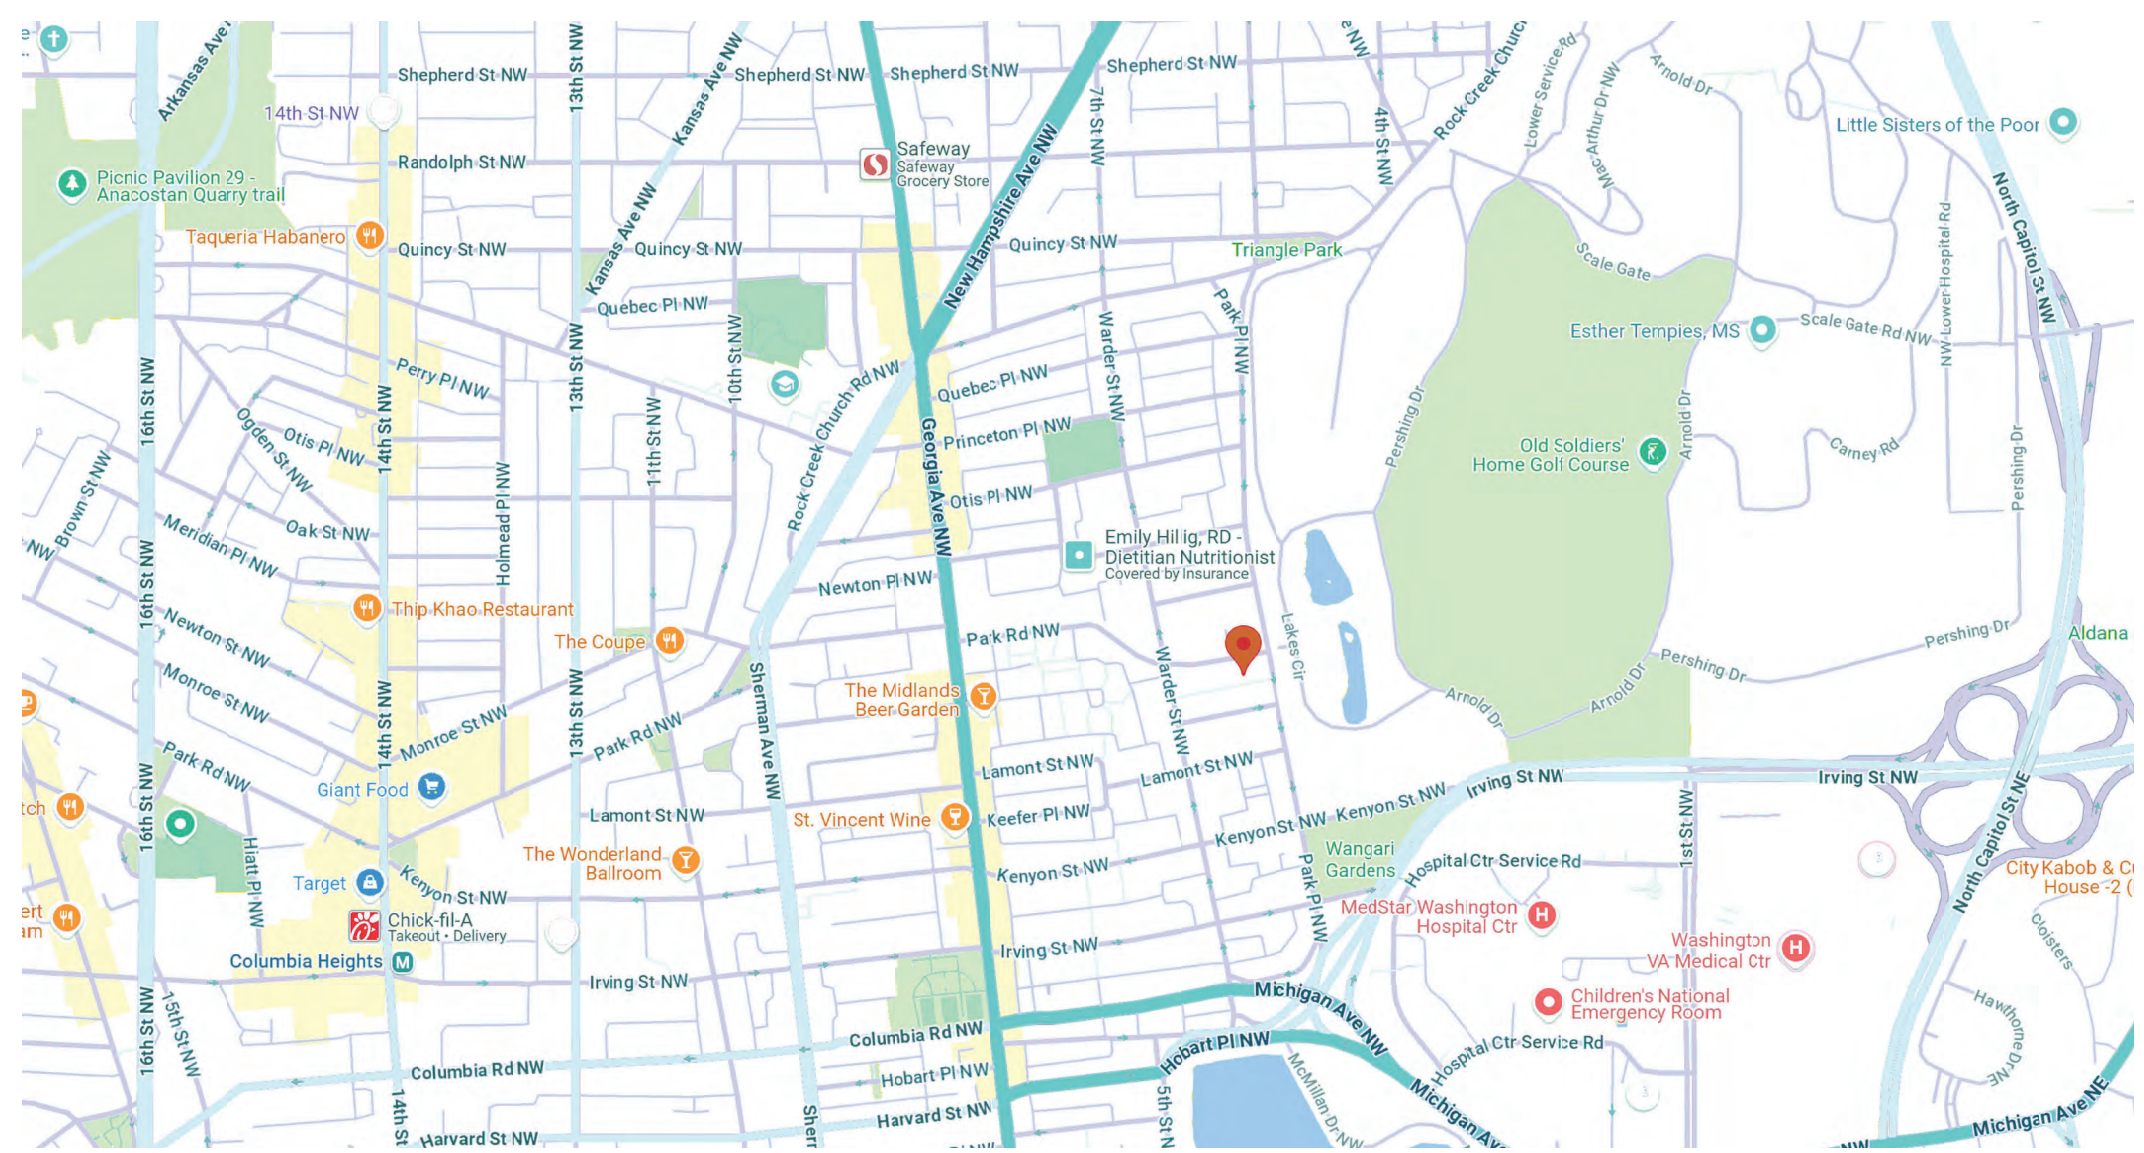 Arkansas Ave
Shepherd St NW
13th St NW
Kansas Ave NW
Shepherd St NW
Shepherd St NW
Shepherd St NW
Rock Creek Churc
Lower Service Rd
Arnold Dr
Mac Arthur Dr NW
14th St NW
7th St NW
4th St NW
Little Sisters of the Poor
Safeway
Safeway
Grocery Store
Randolph St NW
New Hampshire Ave NW
Picnic Pavilion 29 -
Anacostan Quarry trail
Kansas Ave NW
North Capitol St NW
NW Lower Hospital Rd
Taqueria Habanero
Quincy St NW
Quincy St NW
Quincy St NW
Triangle Park
Scale Gate
Quebec Pl NW
10th St NW
Warder St NW
Park Pl NW
Esther Tempies, MS
Scale Gate Rd NW
16th St NW
14th St NW
13th St NW
Perry Pl NW
Rock Creek Church Rd NW
Quebec Pl NW
Pershing Dr
Arnold Dr
Ogden St NW
Otis Pl NW
11th St NW
Georgia Ave NW
Princeton Pl NW
Old Soldiers'
Home Golf Course
Carney Rd
Pershing Dr
Brown St NW
Holmead Pl NW
Otis Pl NW
Oak St NW
Meridian Pl NW
NW
16th St NW
Emily Hillig, RD -
Dietitian Nutritionist
Covered by Insurance
Newton Pl NW
Thip Khao Restaurant
Newton St NW
The Coupe
Park Rd NW
Lakes Cir
Pershing Dr
Aldana
Monroe St NW
14th St NW
13th St NW
Sherman Ave NW
The Midlands
Beer Garden
Warder St NW
Arnold Dr
Arnold Dr
Pershing Dr
Monroe St NW
Park Rd NW
Park Rd NW
Lamont St NW
Lamont St NW
Irving St NW
Irving St NW
Giant Food
16th St NW
Lamont St NW
St. Vincent Wine
Keefer Pl NW
Kenyon St NW
Kenyon St NW
1st St NW
North Capitol St NE
tch
Hiatt Pl NW
The Wonderland
Ballroom
Wangari
Gardens
Hospital Ctr Service Rd
Target
Kenyon St NW
Kenyon St NW
Park Pl NW
City Kabob & Cu
House -2 (
ert
am
Chick-fil-A
Takeout • Delivery
MedStar Washington
Hospital Ctr
Washington
VA Medical Ctr
Cloisters
Columbia Heights
M
Irving St NW
Irving St NW
16th St NW
15th St NW
Michigan Ave NW
Children's National
Emergency Room
Hawthorne Dr NE
Columbia Rd NW
Columbia Rd NW
Hobart Pl NW
Hobart Pl NW
Hospital Ctr Service Rd
McMillan Dr NW
Michigan Av
14th St
Sherr
Harvard St NW
Harvard St NW
5th St N
NW
Michigan Ave NE